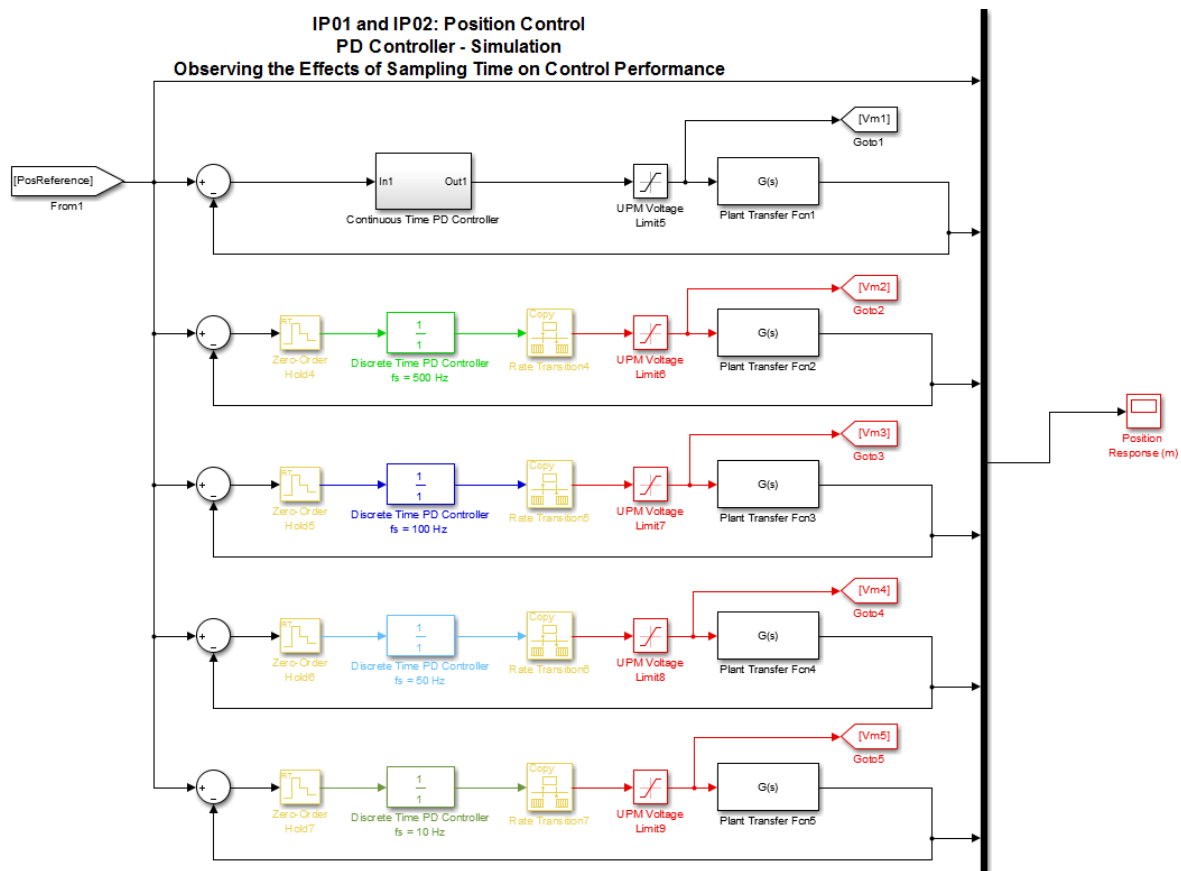 IP01 and IP02: Position Control
PD Controller - Simulation
Observing the Effects of Sampling Time on Control Performance
[PosReference]
From1
+
−
In1
Out1
Continuous Time PD Controller
UPM Voltage
Limit5
[Vm1]
Goto1
G(s)
Plant Transfer Fcn1
+
−
RT
Zero-Order
Hold4
1
1
Discrete Time PD Controller
fs = 500 Hz
Copy
Rate Transition4
UPM Voltage
Limit6
[Vm2]
Goto2
G(s)
Plant Transfer Fcn2
+
−
RT
Zero-Order
Hold5
1
1
Discrete Time PD Controller
fs = 100 Hz
Copy
Rate Transition5
UPM Voltage
Limit7
[Vm3]
Goto3
G(s)
Plant Transfer Fcn3
Position
Response (m)
+
−
RT
Zero-Order
Hold6
1
1
Discrete Time PD Controller
fs = 50 Hz
Copy
Rate Transition6
UPM Voltage
Limit8
[Vm4]
Goto4
G(s)
Plant Transfer Fcn4
+
−
RT
Zero-Order
Hold7
1
1
Discrete Time PD Controller
fs = 10 Hz
Copy
Rate Transition7
UPM Voltage
Limit9
[Vm5]
Goto5
G(s)
Plant Transfer Fcn5